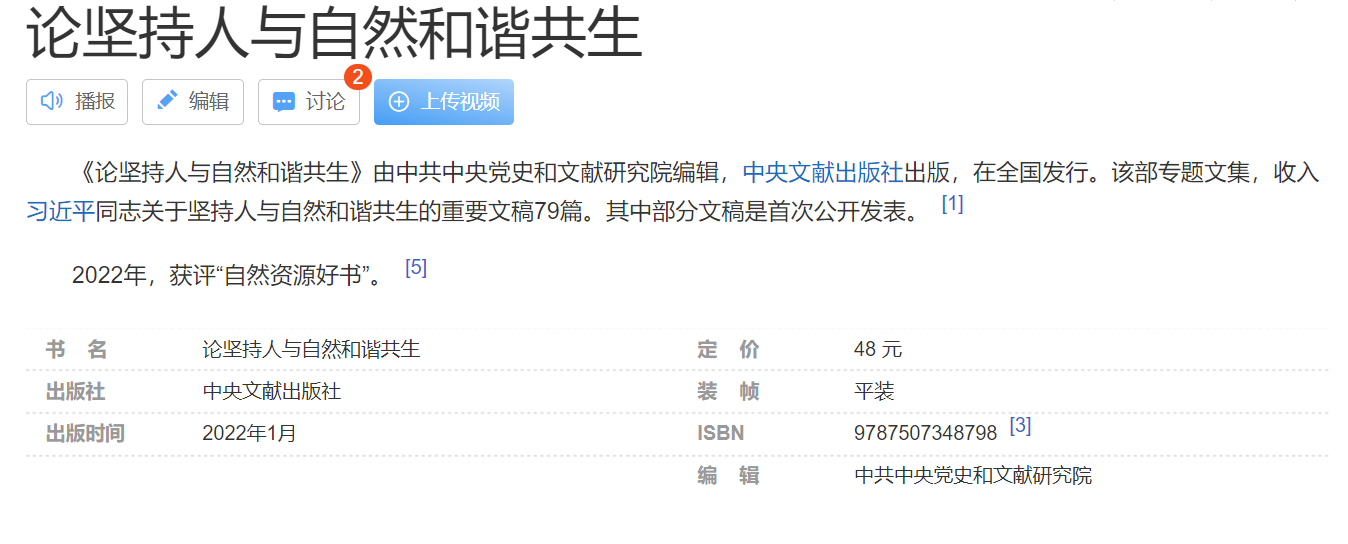 论坚持人与自然和谐共生
播报 编辑 讨论 2 上传视频
《论坚持人与自然和谐共生》由中共中央党史和文献研究院编辑，中央文献出版社出版，在全国发行。该部专题文集，收入
习近平同志关于坚持人与自然和谐共生的重要文稿79篇。其中部分文稿是首次公开发表。 [1]
2022年，获评“自然资源好书”。 [5]
书 名 论坚持人与自然和谐共生 定 价 48 元
出版社 中央文献出版社 装 帧 平装
出版时间 2022年1月 ISBN 9787507348798 [3]
编 辑 中共中央党史和文献研究院